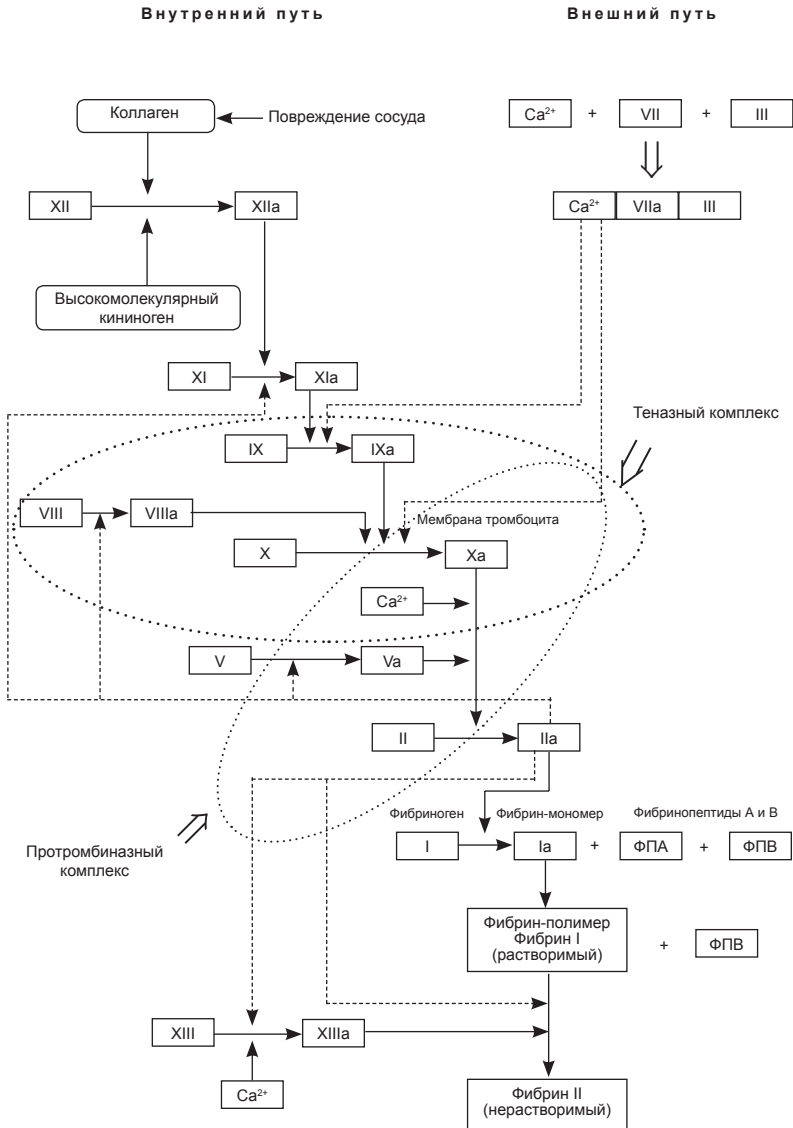 Внутренний путь
Внешний путь
Коллаген
Повреждение сосуда
Ca²⁺ + VII + III
XII
XIIa
Ca²⁺ VIIa III
Высокомолекулярный
кининоген
XI
XIa
Теназный комплекс
IX
IXa
VIII
VIIIa
Мембрана тромбоцита
X
Xa
Ca²⁺
V
Va
II
IIa
Протромбиназный
комплекс
Фибриноген
Фибрин-мономер
Фибринопептиды А и В
I
Ia + ФПА + ФПВ
Фибрин-полимер
Фибрин I
(растворимый)
+ ФПВ
XIII
XIIIa
Ca²⁺
Фибрин II
(нерастворимый)